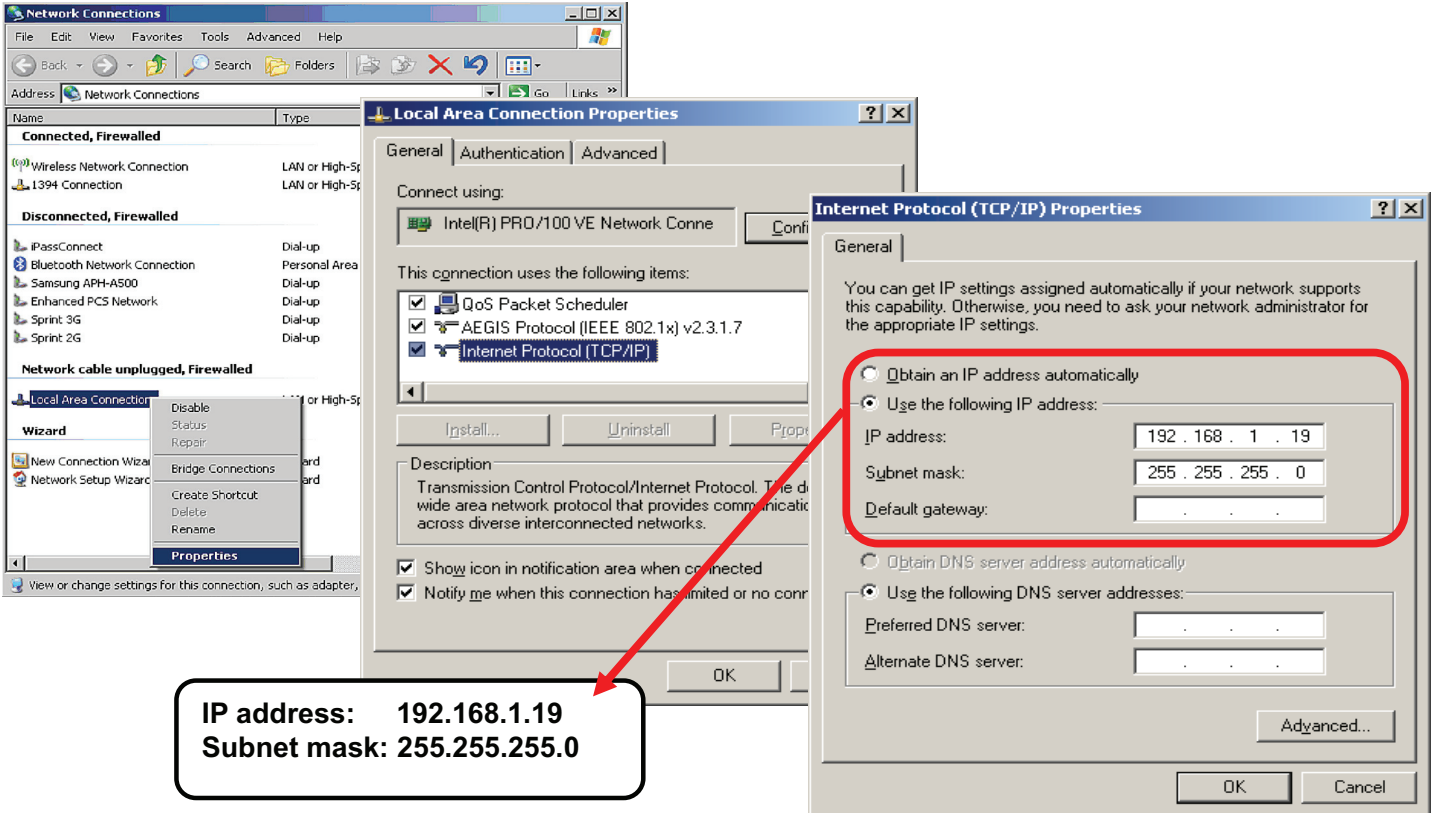 Network Connections
File Edit View Favorites Tools Advanced Help
Back Search Folders
Address Network Connections Go Links »
Name Type
Connected, Firewalled
Wireless Network Connection LAN or High-Sp
1394 Connection LAN or High-Sp
Disconnected, Firewalled
iPassConnect Dial-up
Bluetooth Network Connection Personal Area
Samsung APH-A500 Dial-up
Enhanced PCS Network Dial-up
Sprint 3G Dial-up
Sprint 2G Dial-up
Network cable unplugged, Firewalled
Local Area Connection or High-Sp
Wizard
New Connection Wizar ard
Network Setup Wizard ard
Disable
Status
Repair
Bridge Connections
Create Shortcut
Delete
Rename
Properties
View or change settings for this connection, such as adapter,
Local Area Connection Properties
General Authentication Advanced
Connect using:
Intel(R) PRO/100 VE Network Conne
Confi
This connection uses the following items:
QoS Packet Scheduler
AEGIS Protocol (IEEE 802.1x) v2.3.1.7
Internet Protocol (TCP/IP)
Install... Uninstall Prope
Description
Transmission Control Protocol/Internet Protocol. The de
wide area network protocol that provides communicatio
across diverse interconnected networks.
Show icon in notification area when connected
Notify me when this connection has limited or no conn
OK
Internet Protocol (TCP/IP) Properties
General
You can get IP settings assigned automatically if your network supports
this capability. Otherwise, you need to ask your network administrator for
the appropriate IP settings.
Obtain an IP address automatically
Use the following IP address:
IP address: 192 . 168 . 1 . 19
Subnet mask: 255 . 255 . 255 . 0
Default gateway: . . .
Obtain DNS server address automatically
Use the following DNS server addresses:
Preferred DNS server: . . .
Alternate DNS server: . . .
Advanced...
OK Cancel
IP address: 192.168.1.19
Subnet mask: 255.255.255.0